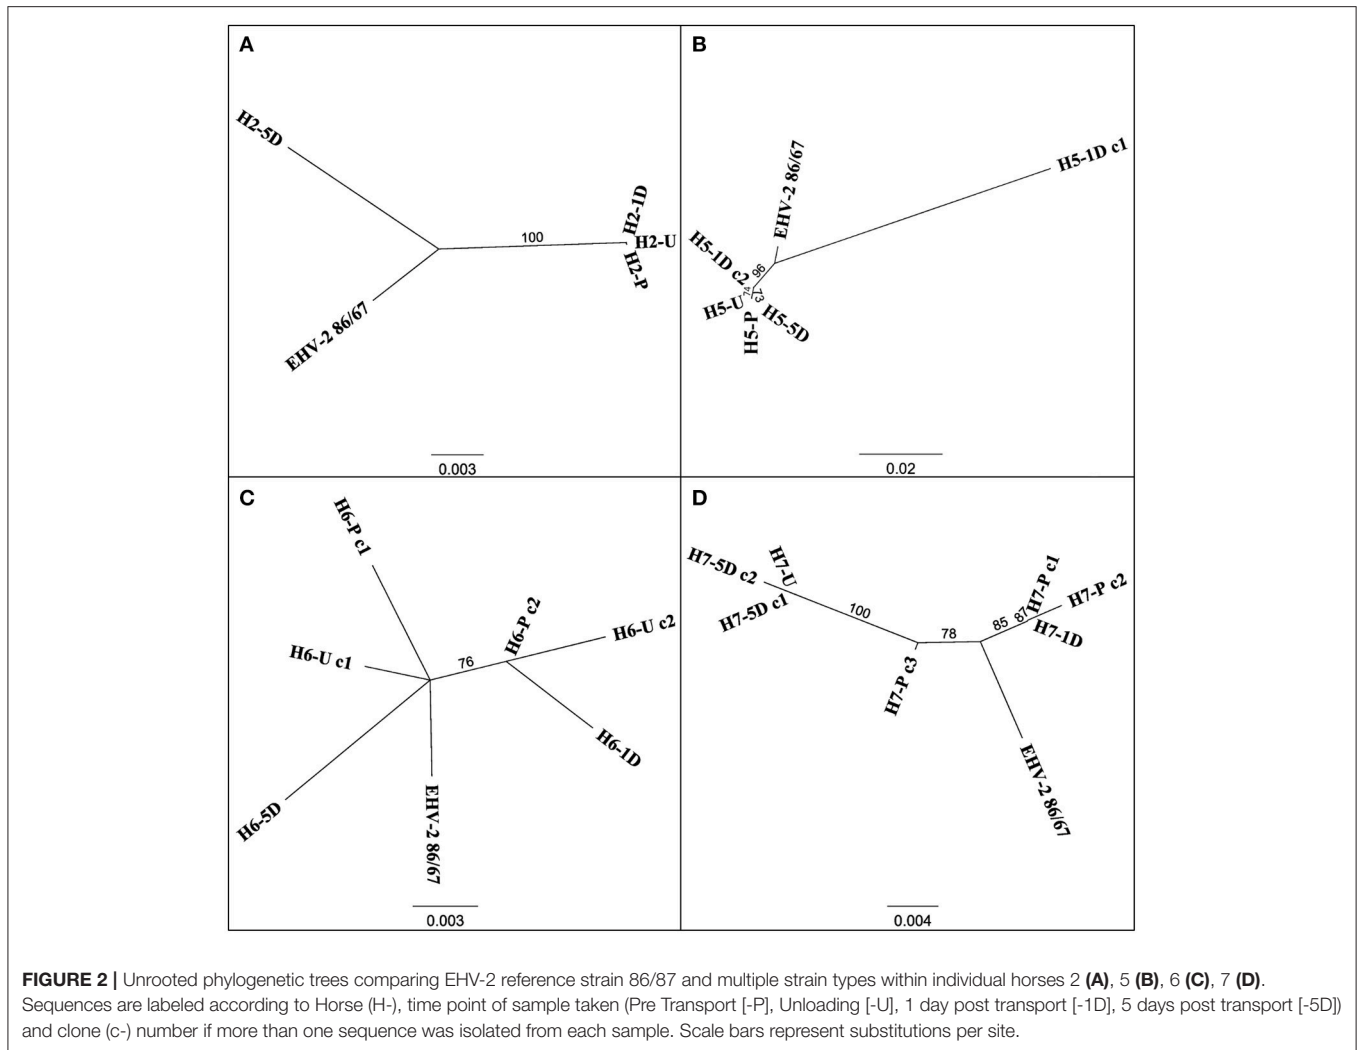 A
H2-5D
H2-1D
100
H2-U
H2-P
EHV-2 86/67
0.003
B
EHV-2 86/67
H5-1D c1
H5-1D c2
96
74
73
H5-U
H5-P
H5-5D
0.02
C
H6-P c1
H6-P c2
H6-U c2
76
H6-U c1
H6-1D
H6-5D
EHV-2 86/67
0.003
D
H7-5D c2
H7-U
H7-P c1
H7-P c2
H7-5D c1
100
85
87
H7-1D
78
H7-P c3
EHV-2 86/67
0.004
FIGURE 2 | Unrooted phylogenetic trees comparing EHV-2 reference strain 86/87 and multiple strain types within individual horses 2 (A), 5 (B), 6 (C), 7 (D).
Sequences are labeled according to Horse (H-), time point of sample taken (Pre Transport [-P], Unloading [-U], 1 day post transport [-1D], 5 days post transport [-5D])
and clone (c-) number if more than one sequence was isolated from each sample. Scale bars represent substitutions per site.